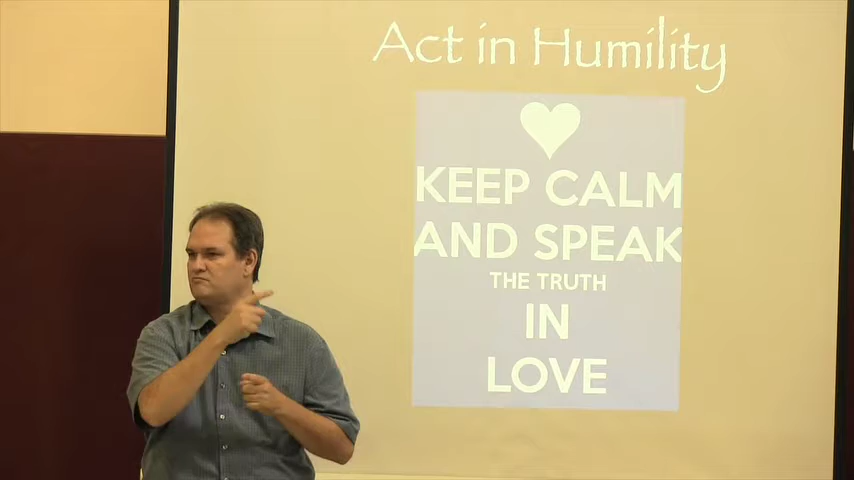 Act in Humility
KEEP CALM
AND SPEAK
THE TRUTH
IN
LOVE